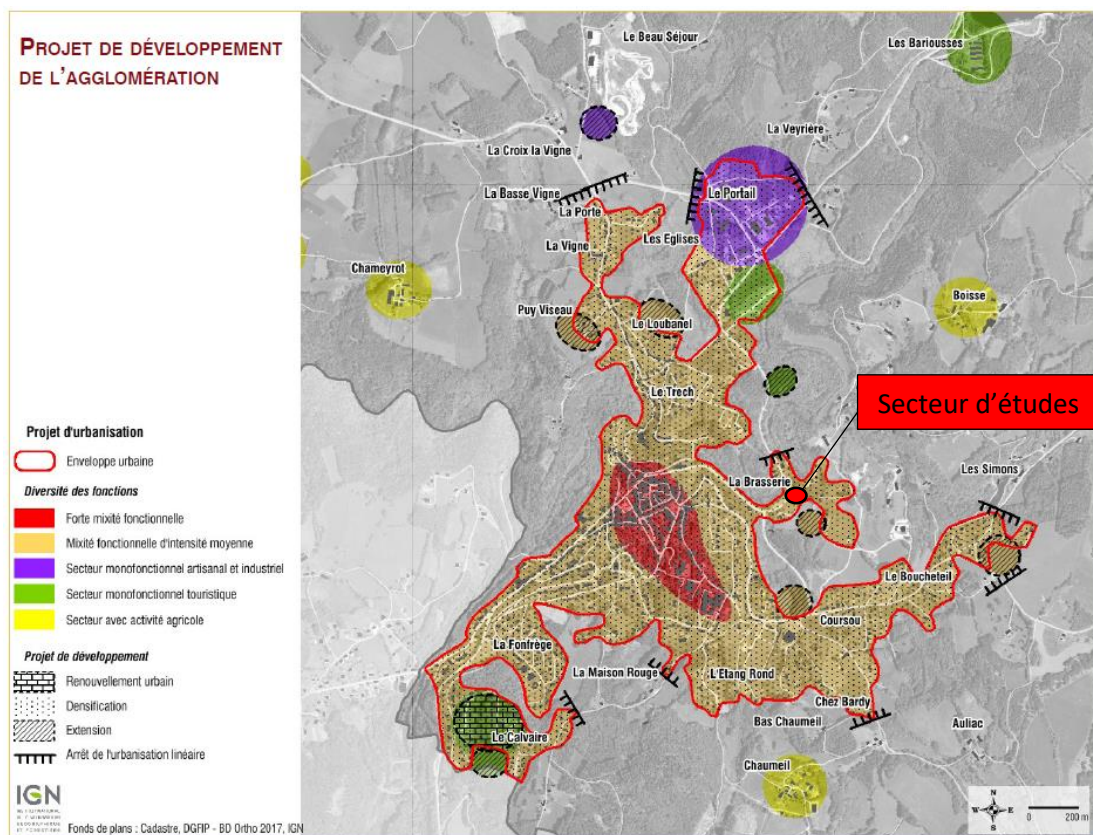 PROJET DE DÉVELOPPEMENT
DE L'AGGLOMÉRATION
Projet d'urbanisation
Enveloppe urbaine
Diversité des fonctions
Forte mixité fonctionnelle
Mixité fonctionnelle d'intensité moyenne
Secteur monofonctionnel artisanal et industriel
Secteur monofonctionnel touristique
Secteur avec activité agricole
Projet de développement
Renouvellement urbain
Densification
Extension
Arrêt de l'urbanisation linéaire
IGN
Fonds de plans : Cadastre, DGFIP - BD Ortho 2017, IGN
Le Beau Séjour
Les Bariousses
La Veyrière
La Croix la Vigne
La Basse Vigne
Le Portail
La Porte
Les Eglises
La Vigne
Chameyrot
Boisse
Puy Viseau
Le Loubanel
Le Trech
Secteur d'études
La Brasserie
Les Simons
Le Boucheteil
Coursou
La Fonfrège
La Maison Rouge
L'Etang Rond
Chez Bardy
Bas Chaumeil
Auliac
Le Calvaire
Chaumeil
N
W
E
S
0
200 m